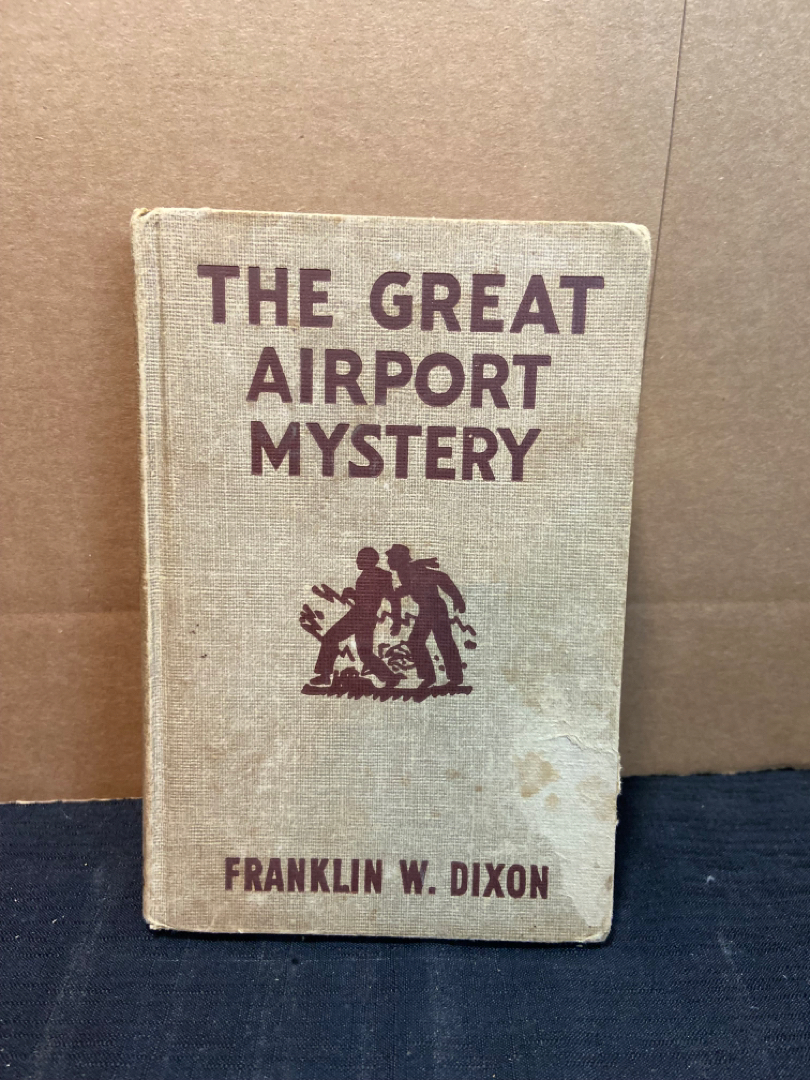 THE GREAT
AIRPORT
MYSTERY
FRANKLIN W. DIXON